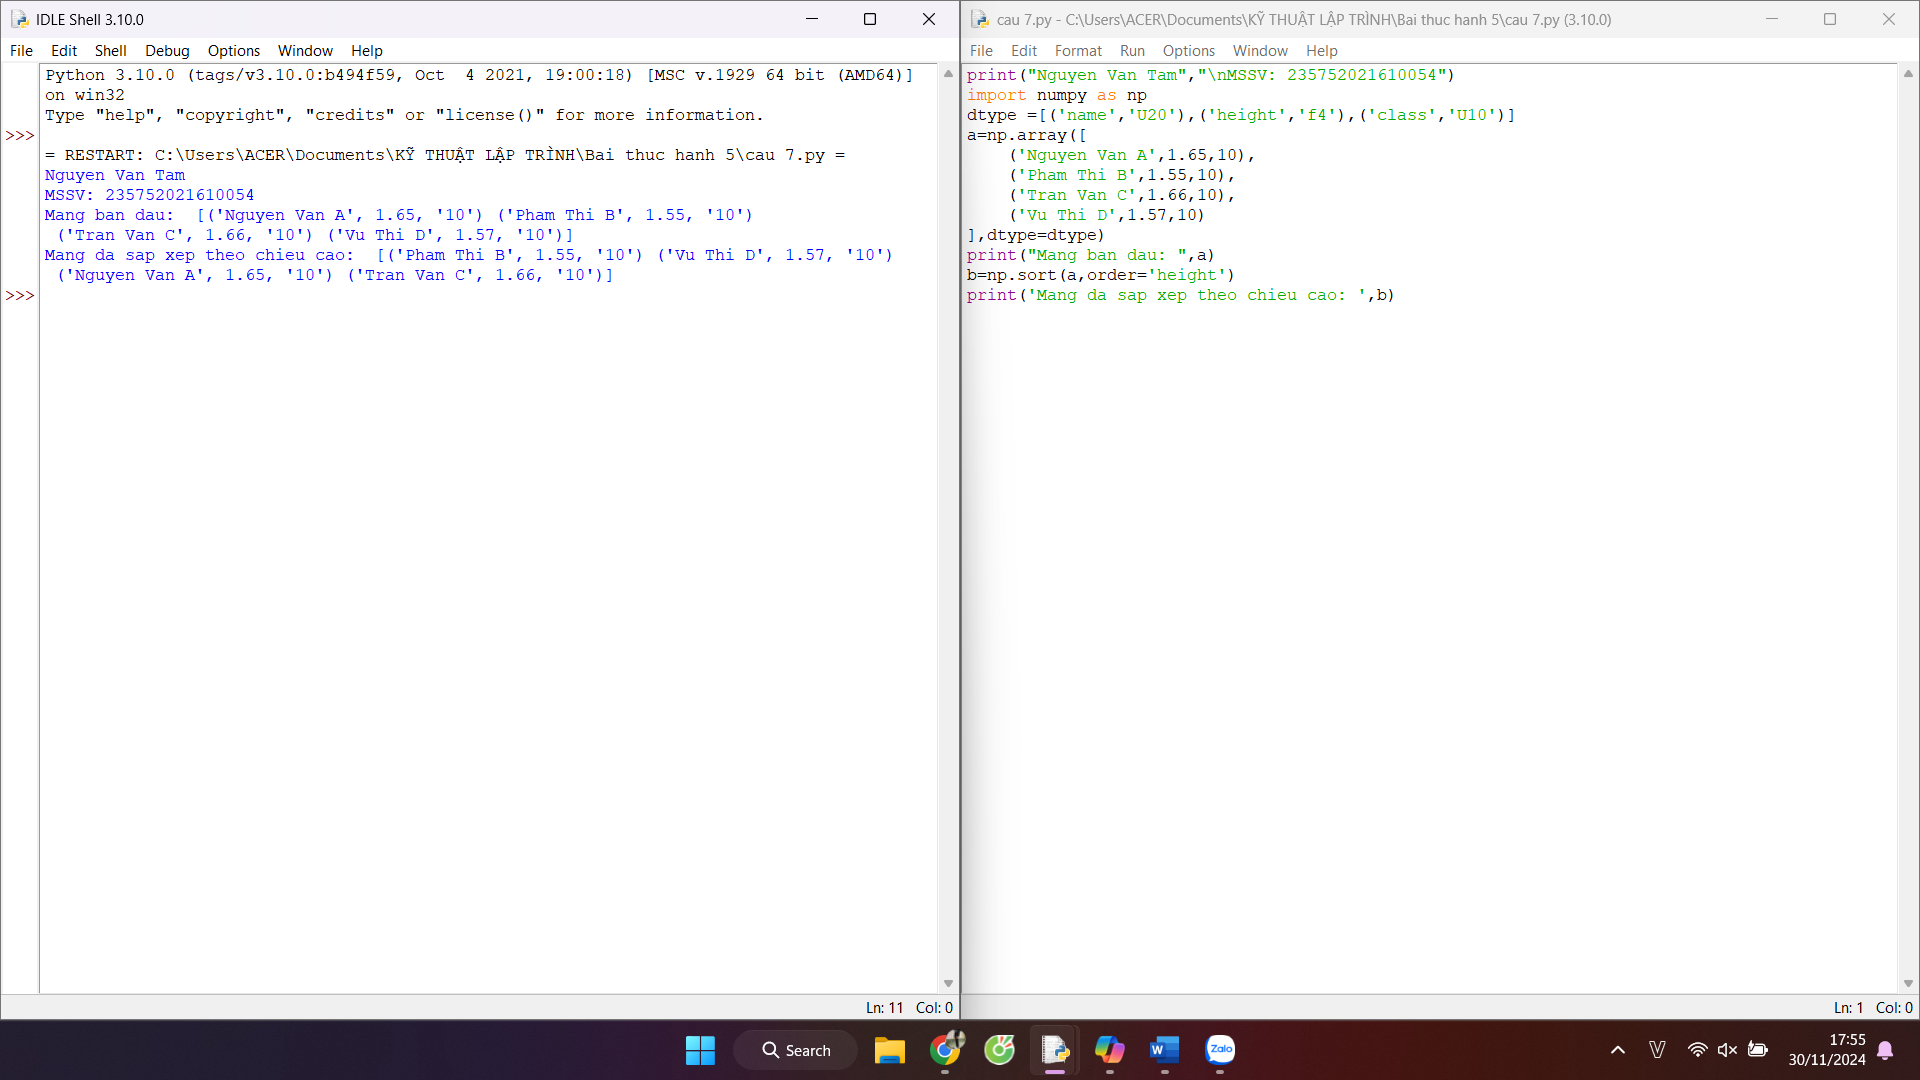 IDLE Shell 3.10.0
File Edit Shell Debug Options Window Help
Python 3.10.0 (tags/v3.10.0:b494f59, Oct  4 2021, 19:00:18) [MSC v.1929 64 bit (AMD64)]
on win32
Type "help", "copyright", "credits" or "license()" for more information.
>>>
= RESTART: C:\Users\ACER\Documents\KỸ THUẬT LẬP TRÌNH\Bai thuc hanh 5\cau 7.py =
Nguyen Van Tam
MSSV: 235752021610054
Mang ban dau:  [('Nguyen Van A', 1.65, '10') ('Pham Thi B', 1.55, '10')
 ('Tran Van C', 1.66, '10') ('Vu Thi D', 1.57, '10')]
Mang da sap xep theo chieu cao:  [('Pham Thi B', 1.55, '10') ('Vu Thi D', 1.57, '10')
 ('Nguyen Van A', 1.65, '10') ('Tran Van C', 1.66, '10')]
>>>
Ln: 11 Col: 0
cau 7.py - C:\Users\ACER\Documents\KỸ THUẬT LẬP TRÌNH\Bai thuc hanh 5\cau 7.py (3.10.0)
File Edit Format Run Options Window Help
print("Nguyen Van Tam","\nMSSV: 235752021610054")
import numpy as np
dtype =[('name','U20'),('height','f4'),('class','U10')]
a=np.array([
    ('Nguyen Van A',1.65,10),
    ('Pham Thi B',1.55,10),
    ('Tran Van C',1.66,10),
    ('Vu Thi D',1.57,10)
],dtype=dtype)
print("Mang ban dau: ",a)
b=np.sort(a,order='height')
print('Mang da sap xep theo chieu cao: ',b)
Ln: 1 Col: 0
Search
W
Zalo
V
17:55
30/11/2024